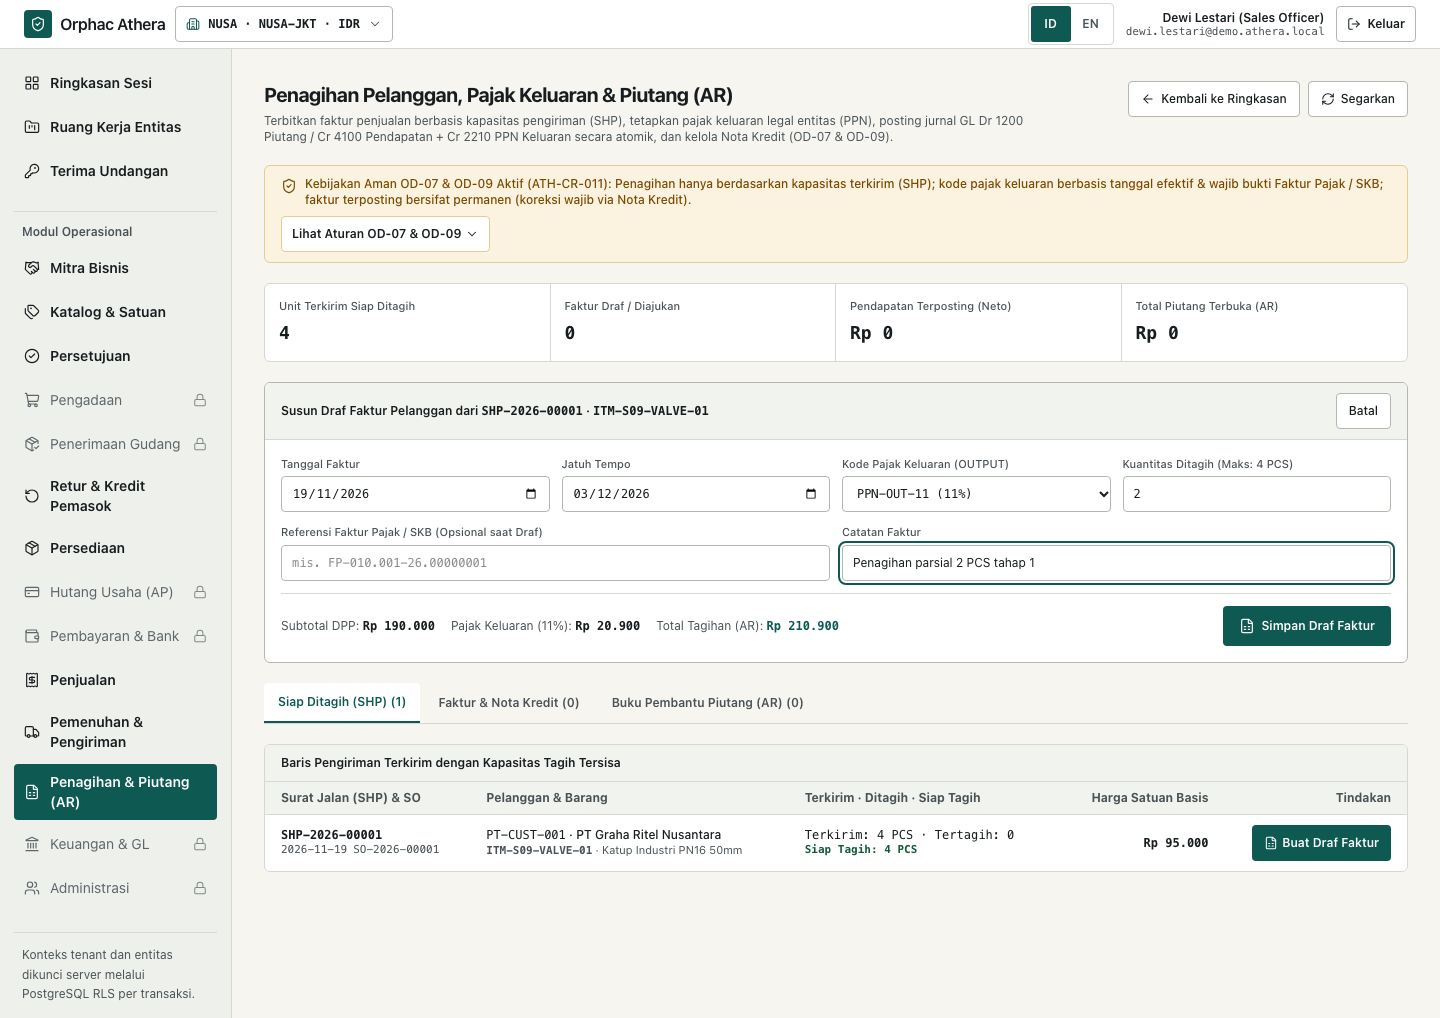 Orphac Athera
NUSA · NUSA-JKT · IDR
ID
EN
Dewi Lestari (Sales Officer)
dewi.lestari@demo.athera.local
Keluar
Ringkasan Sesi
Ruang Kerja Entitas
Terima Undangan
Modul Operasional
Mitra Bisnis
Katalog & Satuan
Persetujuan
Pengadaan
Penerimaan Gudang
Retur & Kredit
Pemasok
Persediaan
Hutang Usaha (AP)
Pembayaran & Bank
Penjualan
Pemenuhan &
Pengiriman
Penagihan & Piutang
(AR)
Keuangan & GL
Administrasi
Konteks tenant dan entitas
dikunci server melalui
PostgreSQL RLS per transaksi.
Penagihan Pelanggan, Pajak Keluaran & Piutang (AR)
Terbitkan faktur penjualan berbasis kapasitas pengiriman (SHP), tetapkan pajak keluaran legal entitas (PPN), posting jurnal GL Dr 1200
Piutang / Cr 4100 Pendapatan + Cr 2210 PPN Keluaran secara atomik, dan kelola Nota Kredit (OD-07 & OD-09).
Kembali ke Ringkasan
Segarkan
Kebijakan Aman OD-07 & OD-09 Aktif (ATH-CR-011): Penagihan hanya berdasarkan kapasitas terkirim (SHP); kode pajak keluaran berbasis tanggal efektif & wajib bukti Faktur Pajak / SKB;
faktur terposting bersifat permanen (koreksi wajib via Nota Kredit).
Lihat Aturan OD-07 & OD-09
Unit Terkirim Siap Ditagih
4
Faktur Draf / Diajukan
0
Pendapatan Terposting (Neto)
Rp 0
Total Piutang Terbuka (AR)
Rp 0
Susun Draf Faktur Pelanggan dari SHP-2026-00001 · ITM-S09-VALVE-01
Batal
Tanggal Faktur
19/11/2026
Jatuh Tempo
03/12/2026
Kode Pajak Keluaran (OUTPUT)
PPN-OUT-11 (11%)
Kuantitas Ditagih (Maks: 4 PCS)
2
Referensi Faktur Pajak / SKB (Opsional saat Draf)
mis. FP-010.001-26.00000001
Catatan Faktur
Penagihan parsial 2 PCS tahap 1
Subtotal DPP: Rp 190.000 Pajak Keluaran (11%): Rp 20.900 Total Tagihan (AR): Rp 210.900
Simpan Draf Faktur
Siap Ditagih (SHP) (1)
Faktur & Nota Kredit (0)
Buku Pembantu Piutang (AR) (0)
Baris Pengiriman Terkirim dengan Kapasitas Tagih Tersisa
Surat Jalan (SHP) & SO
Pelanggan & Barang
Terkirim · Ditagih · Siap Tagih
Harga Satuan Basis
Tindakan
SHP-2026-00001
2026-11-19 SO-2026-00001
PT-CUST-001 · PT Graha Ritel Nusantara
ITM-S09-VALVE-01 · Katup Industri PN16 50mm
Terkirim: 4 PCS · Tertagih: 0
Siap Tagih: 4 PCS
Rp 95.000
Buat Draf Faktur